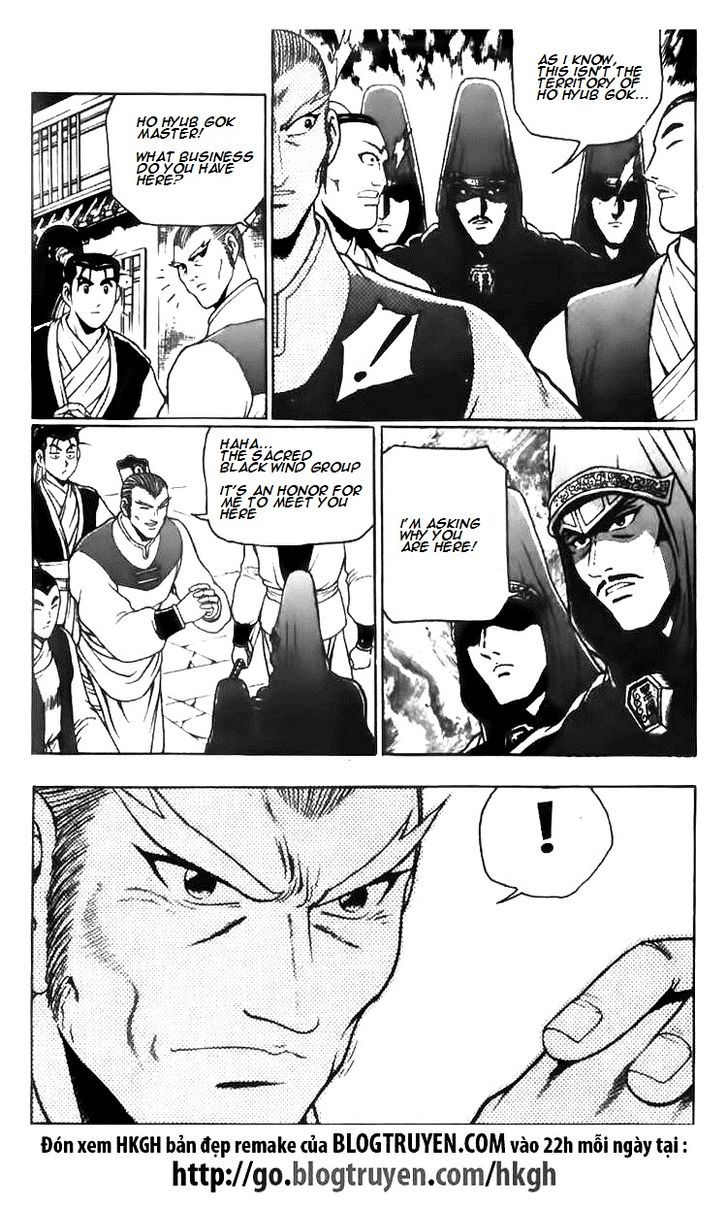 HO HYUB GOK
MASTER!
WHAT BUSINESS
DO YOU HAVE
HERE?
AS I KNOW,
THIS ISN'T THE
TERRITORY OF
HO HYUB GOK...
!
HAHA...
THE SACRED
BLACK WIND GROUP
IT'S AN HONOR FOR
ME TO MEET YOU
HERE
I'M ASKING
WHY YOU
ARE HERE!
!
Đón xem HKGH bản đẹp remake của BLOGTRUYEN.COM vào 22h mỗi ngày tại :
http://go.blogtruyen.com/hkgh